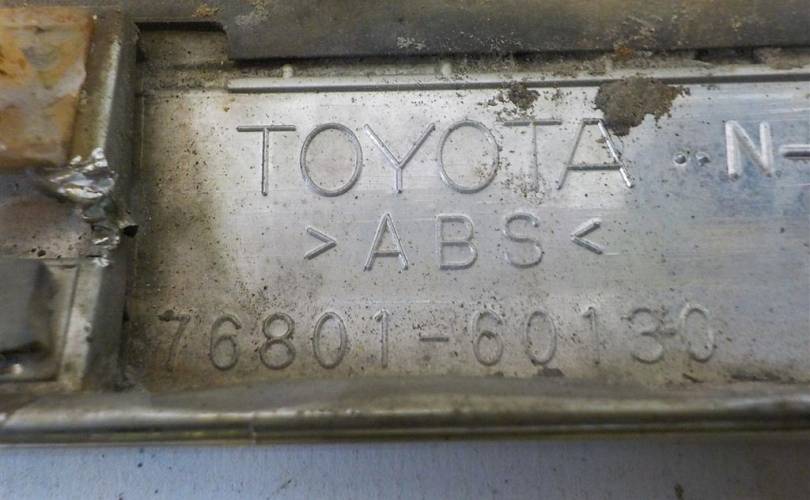 TOYOTA N-
>ABS<
76801-60130